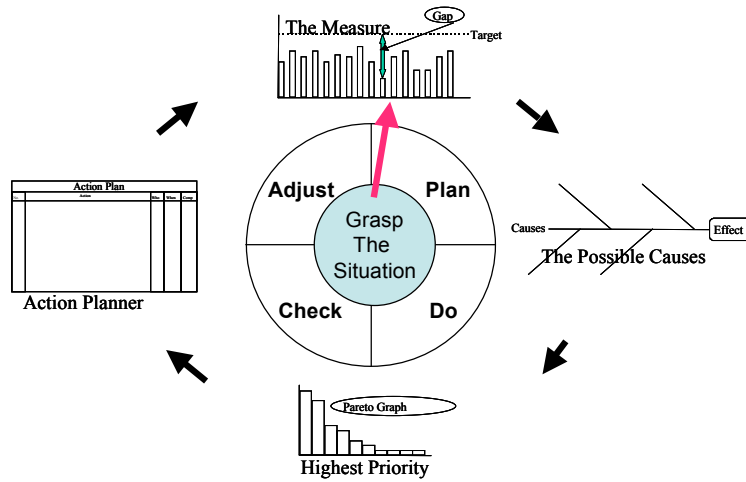 The Measure
Gap
Target
Adjust
Plan
Grasp
The
Situation
Check
Do
Causes
Effect
The Possible Causes
Pareto Graph
Highest Priority
Action Plan
Action
Who
When
Comp
Action Planner